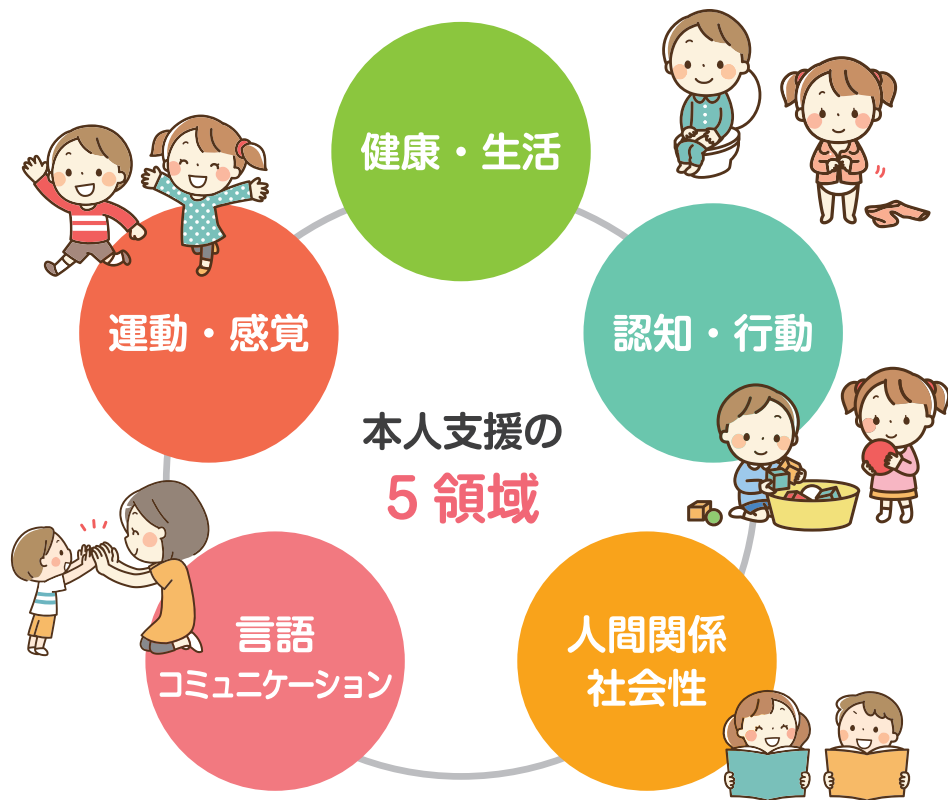 健康・生活
運動・感覚
認知・行動
本人支援の
5領域
言語
コミュニケーション
人間関係
社会性